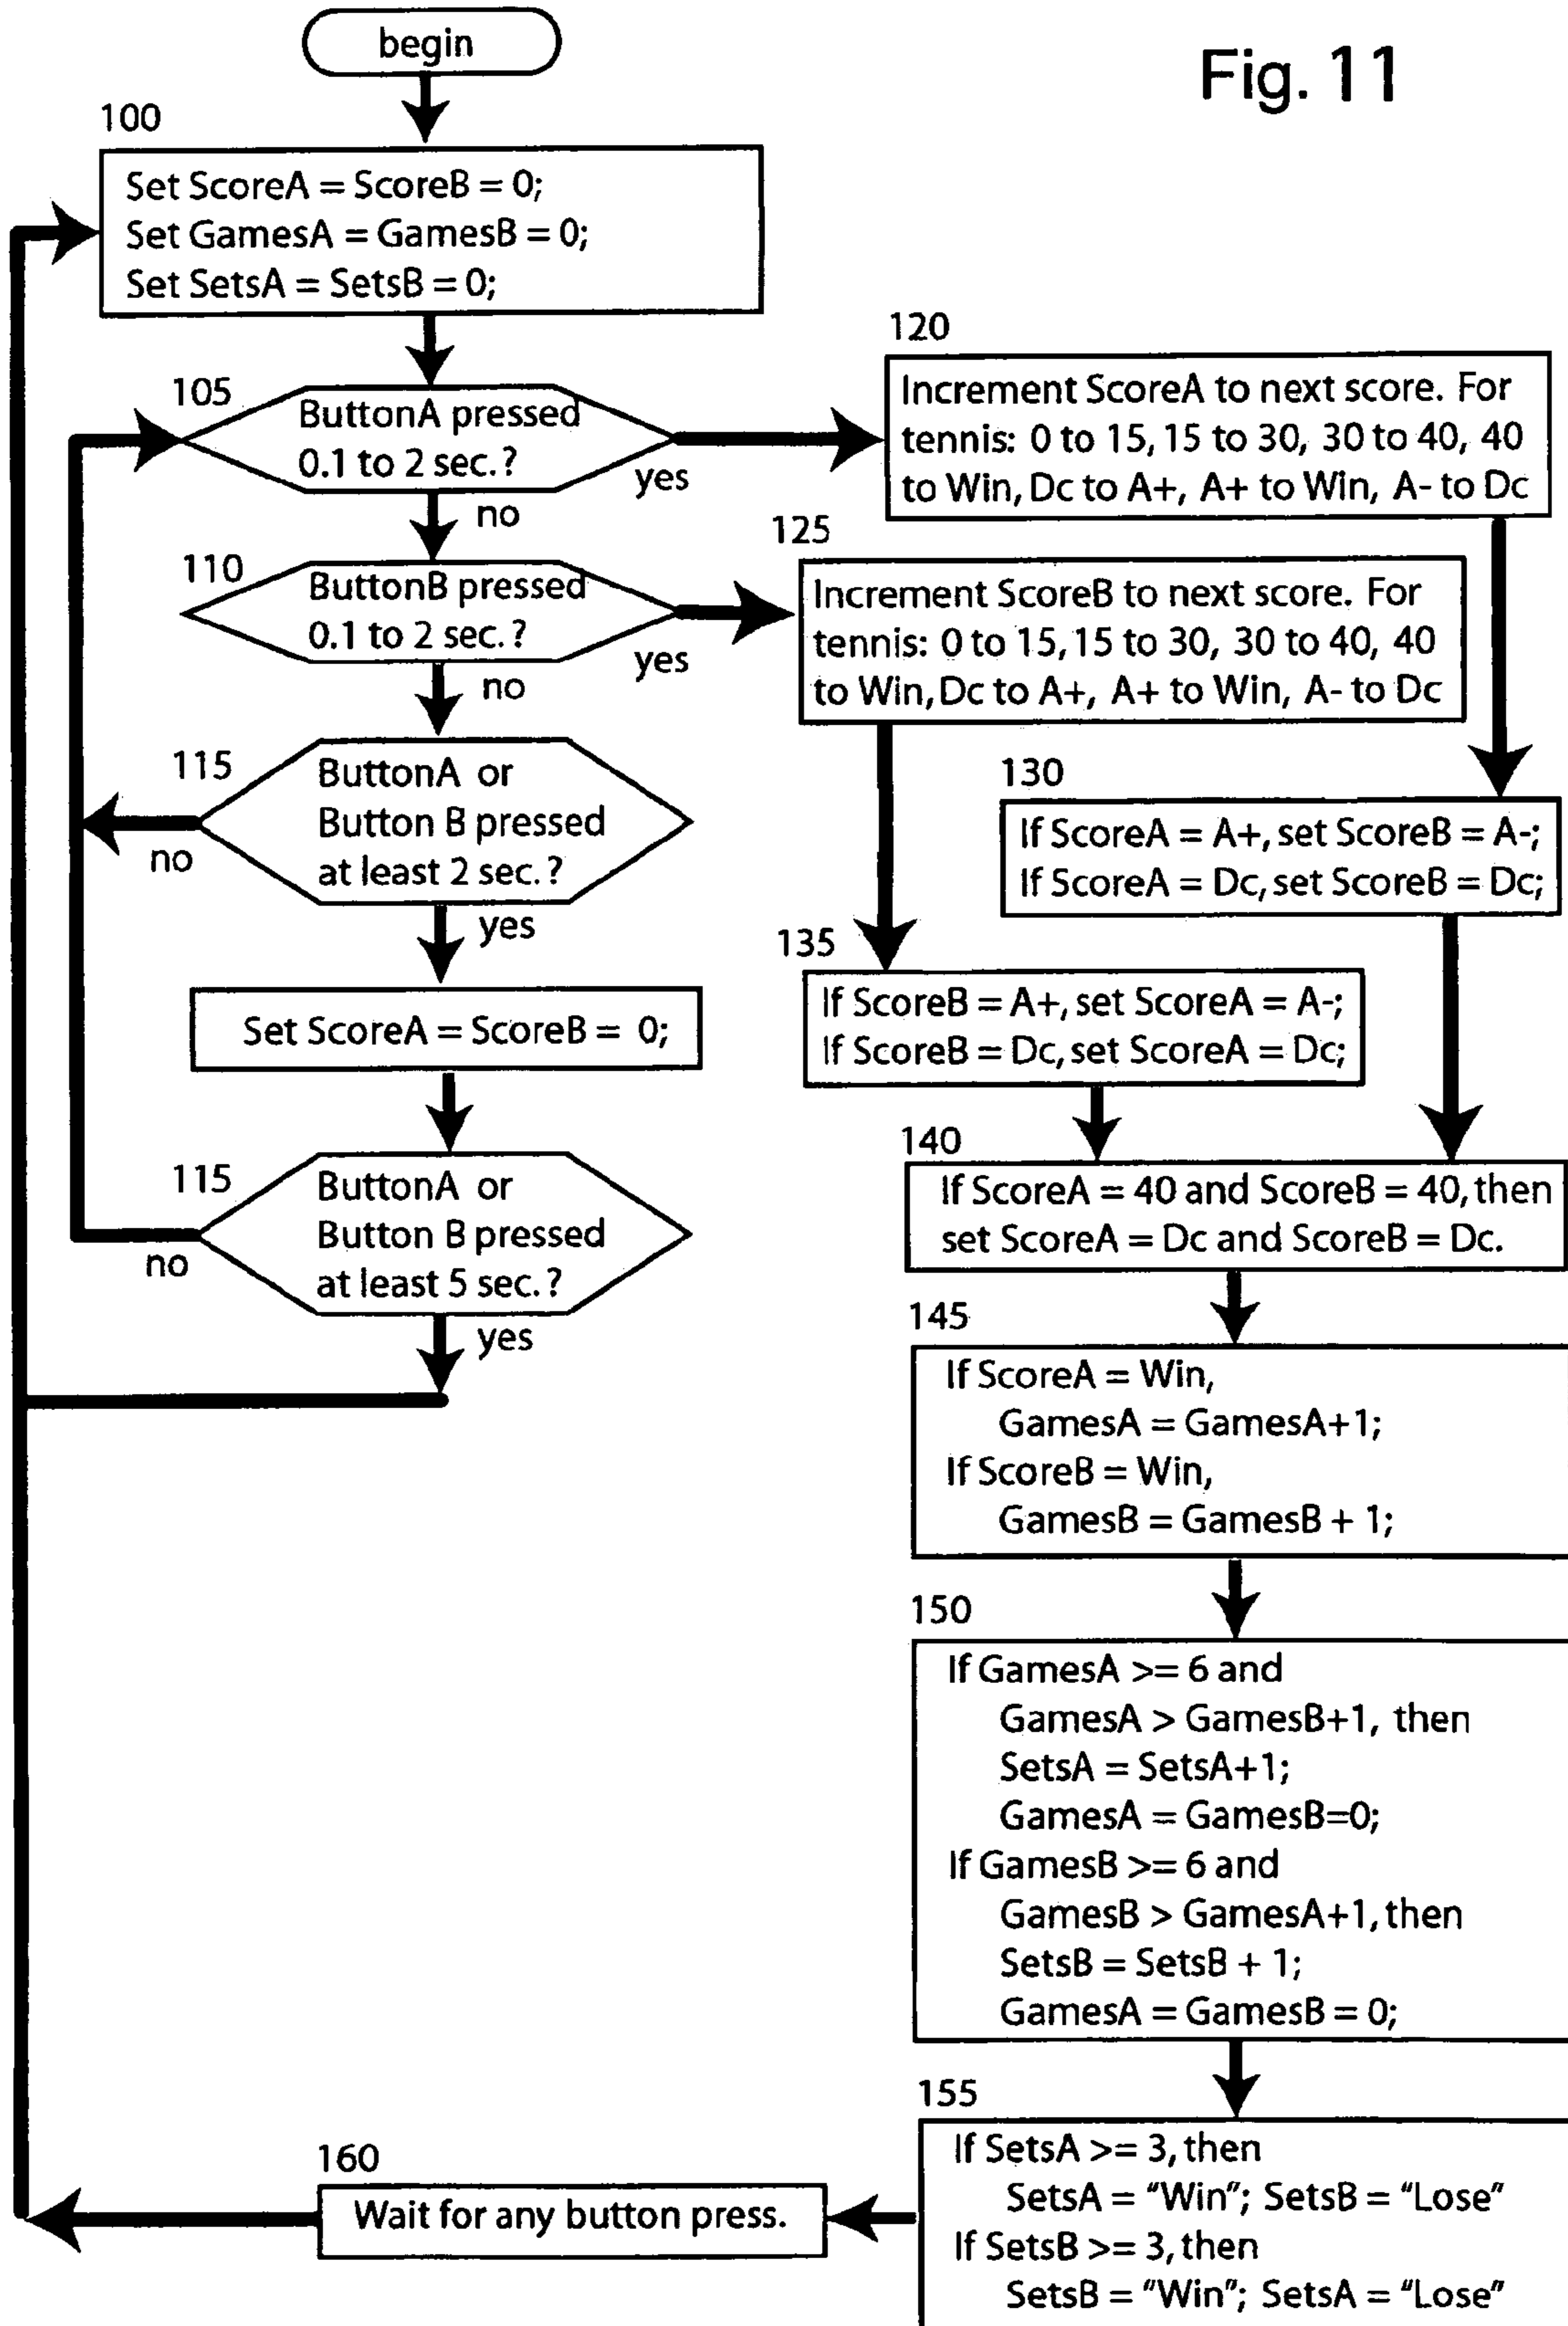 Fig. 11
begin
100
Set ScoreA = ScoreB = 0;
Set GamesA = GamesB = 0;
Set SetsA = SetsB = 0;
105
ButtonA pressed
0.1 to 2 sec.?
yes
no
120
Increment ScoreA to next score. For
tennis: 0 to 15, 15 to 30, 30 to 40, 40
to Win, Dc to A+, A+ to Win, A- to Dc
110
ButtonB pressed
0.1 to 2 sec.?
yes
no
125
Increment ScoreB to next score. For
tennis: 0 to 15, 15 to 30, 30 to 40, 40
to Win, Dc to A+, A+ to Win, A- to Dc
115
ButtonA or
Button B pressed
at least 2 sec.?
no
yes
130
If ScoreA = A+, set ScoreB = A-;
If ScoreA = Dc, set ScoreB = Dc;
135
If ScoreB = A+, set ScoreA = A-;
If ScoreB = Dc, set ScoreA = Dc;
Set ScoreA = ScoreB = 0;
115
ButtonA or
Button B pressed
at least 5 sec.?
no
yes
140
If ScoreA = 40 and ScoreB = 40, then
set ScoreA = Dc and ScoreB = Dc.
145
If ScoreA = Win,
GamesA = GamesA+1;
If ScoreB = Win,
GamesB = GamesB + 1;
150
If GamesA >= 6 and
GamesA > GamesB+1, then
SetsA = SetsA+1;
GamesA = GamesB=0;
If GamesB >= 6 and
GamesB > GamesA+1, then
SetsB = SetsB + 1;
GamesA = GamesB = 0;
155
If SetsA >= 3, then
SetsA = “Win”; SetsB = “Lose”
If SetsB >= 3, then
SetsB = “Win”; SetsA = “Lose”
160
Wait for any button press.